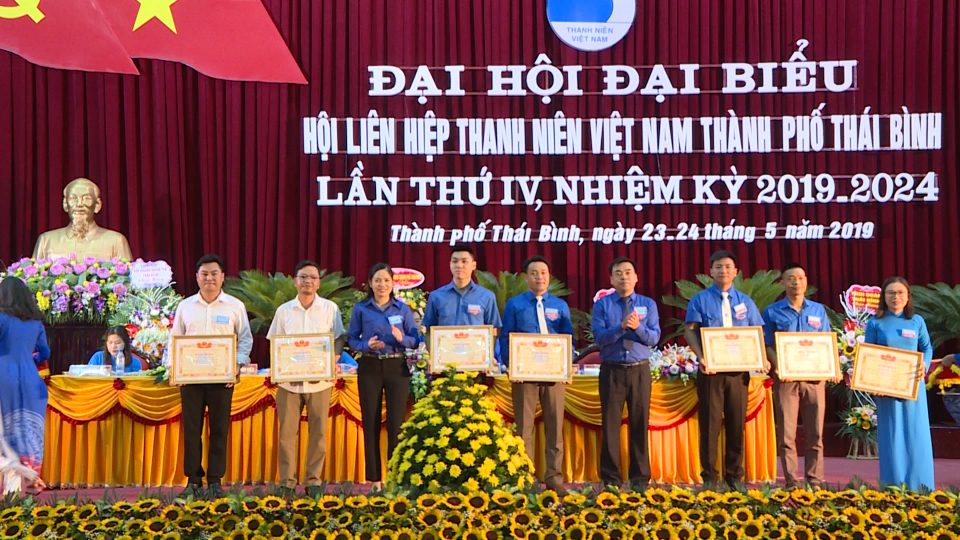 THANH NIÊN
VIỆT NAM
ĐẠI HỘI ĐẠI BIỂU
HỘI LIÊN HIỆP THANH NIÊN VIỆT NAM THÀNH PHỐ THÁI BÌNH
LẦN THỨ IV, NHIỆM KỲ 2019-2024
Thành phố Thái Bình, ngày 23-24 tháng 5 năm 2019